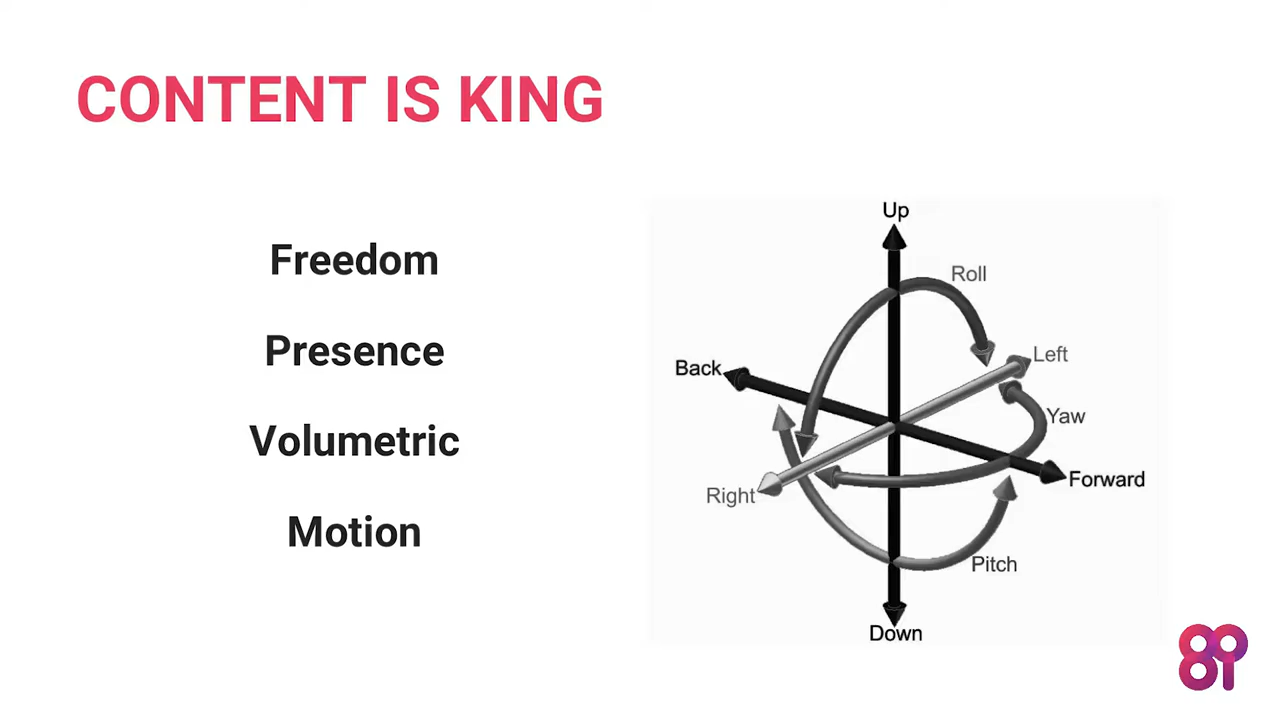 CONTENT IS KING
Freedom
Presence
Volumetric
Motion
Up
Roll
Left
Back
Yaw
Forward
Right
Pitch
Down